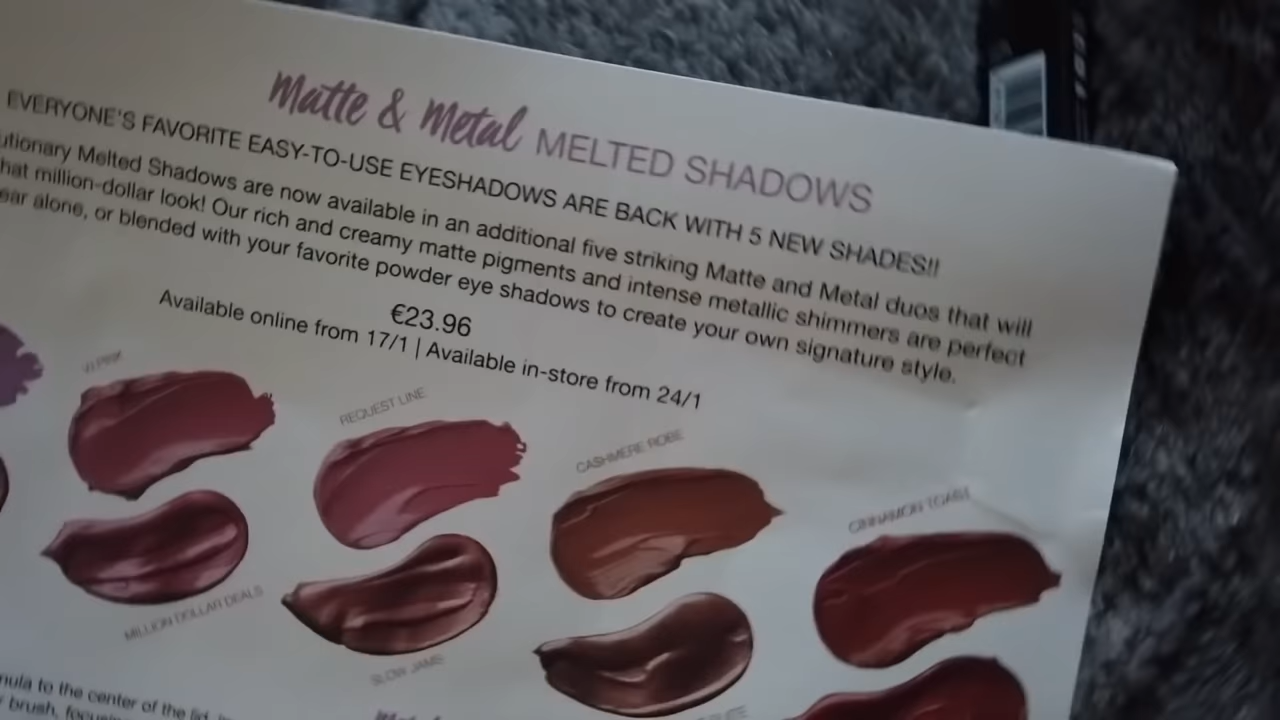 Matte & Metal MELTED SHADOWS
EVERYONE'S FAVORITE EASY-TO-USE EYESHADOWS ARE BACK WITH 5 NEW SHADES!!
utionary Melted Shadows are now available in an additional five striking Matte and Metal duos that will
hat million-dollar look! Our rich and creamy matte pigments and intense metallic shimmers are perfect
ear alone, or blended with your favorite powder eye shadows to create your own signature style.
€23.96
Available online from 17/1 | Available in-store from 24/1
PINK
REQUEST LINE
CASHMERE ROBE
CINNAMON TOAST
MILLION DOLLAR DEALS
SLOW JAMS
nula to the center of the lid,
brush,